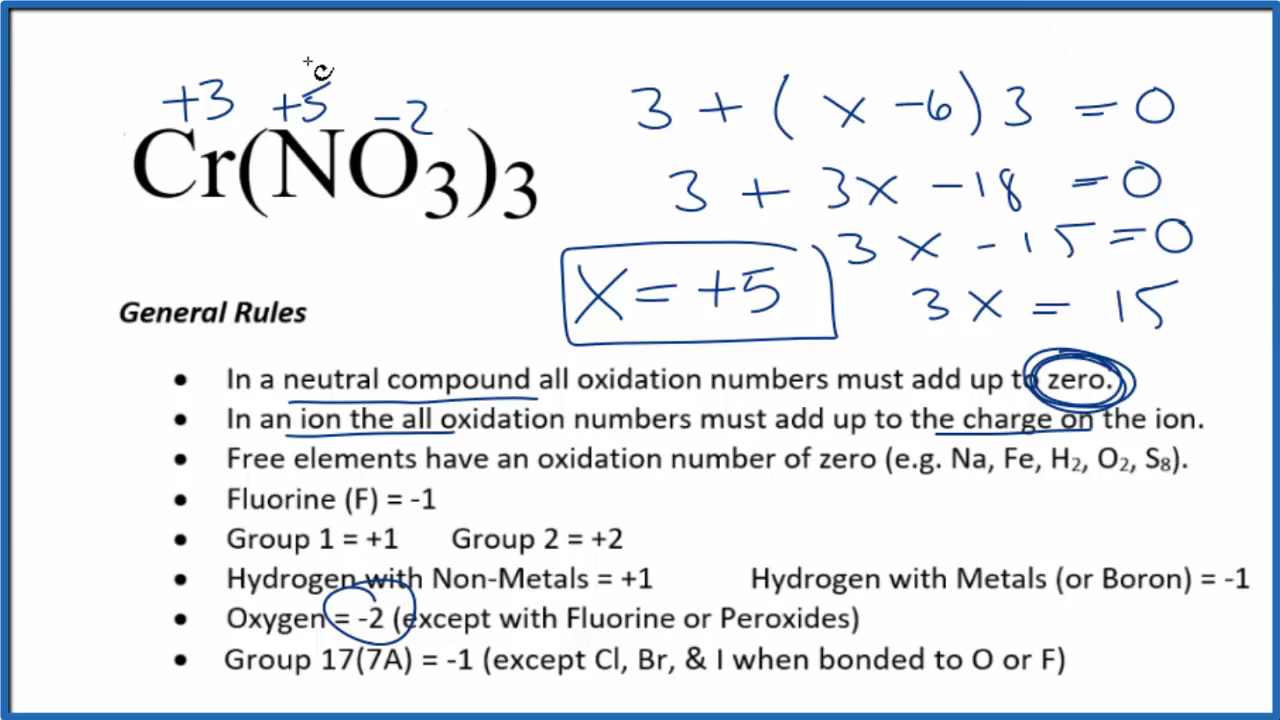 +3 +5 -2
Cr(NO₃)₃
3 + ( x -6) 3 = 0
3 + 3x -18 = 0
3x -15 = 0
3x = 15
X = +5
General Rules
• In a neutral compound all oxidation numbers must add up to zero.
• In an ion the all oxidation numbers must add up to the charge on the ion.
• Free elements have an oxidation number of zero (e.g. Na, Fe, H₂, O₂, S₈).
• Fluorine (F) = -1
• Group 1 = +1 Group 2 = +2
• Hydrogen with Non-Metals = +1 Hydrogen with Metals (or Boron) = -1
• Oxygen = -2 (except with Fluorine or Peroxides)
• Group 17(7A) = -1 (except Cl, Br, & I when bonded to O or F)